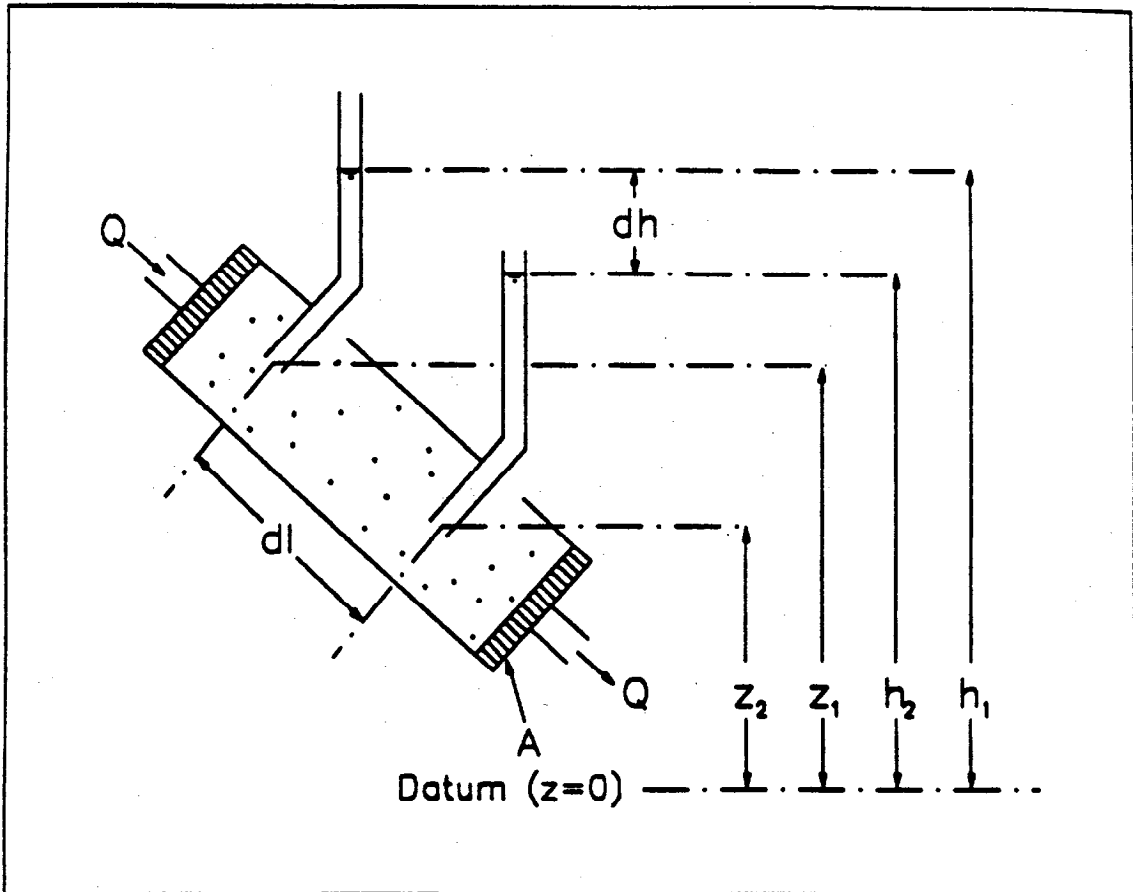 Q
dh
dl
Q
z₂
z₁
h₂
h₁
A
Datum (z=0)